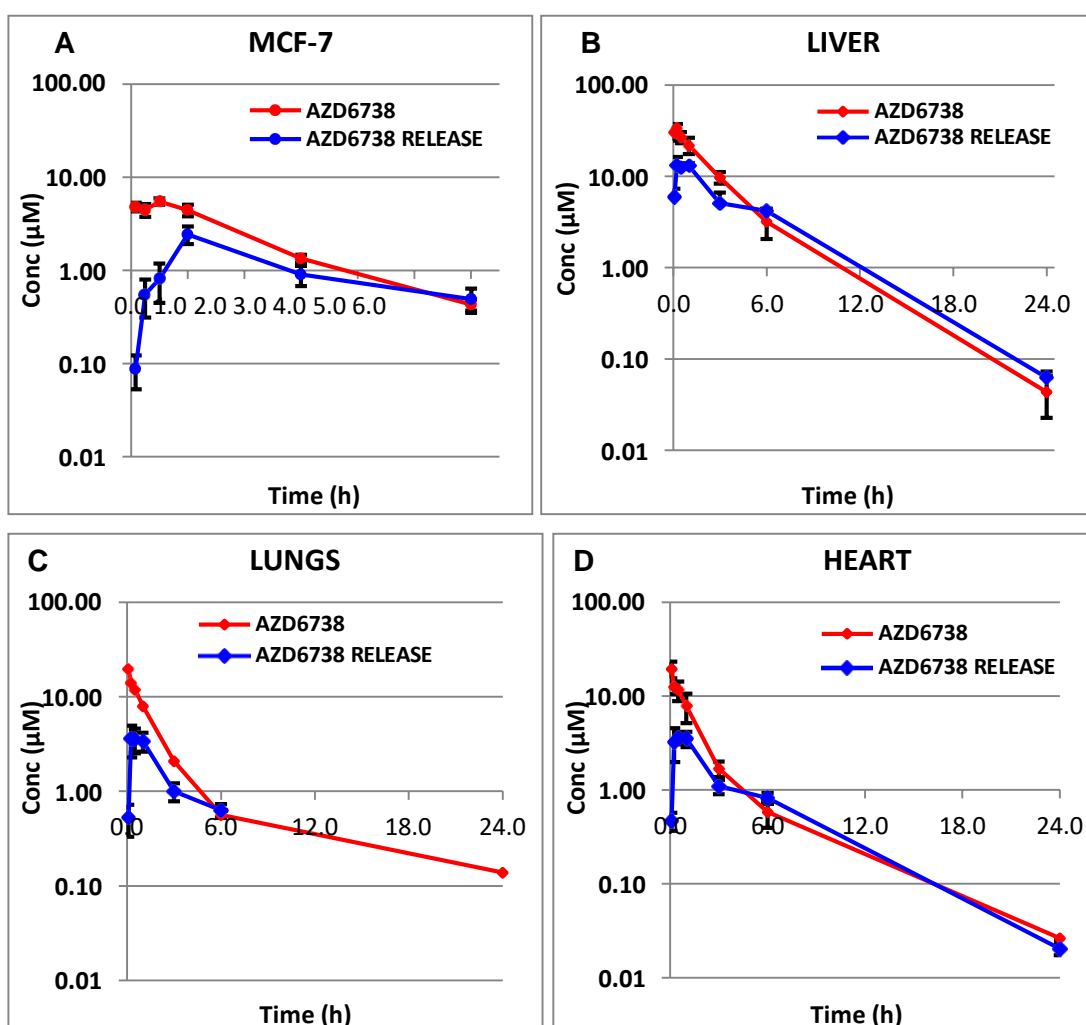 A MCF-7
100.00
AZD6738
AZD6738 RELEASE
10.00
1.00
0.0 1.0 2.0 3.0 4.0 5.0 6.0
0.10
0.01
Conc (µM)
Time (h)
B LIVER
100.00
AZD6738
AZD6738 RELEASE
10.00
1.00
0.0 6.0 12.0 18.0 24.0
0.10
0.01
Conc (µM)
Time (h)
C LUNGS
100.00
AZD6738
AZD6738 RELEASE
10.00
1.00
0.0 6.0 12.0 18.0 24.0
0.10
0.01
Conc (µM)
Time (h)
D HEART
100.00
AZD6738
AZD6738 RELEASE
10.00
1.00
0.0 6.0 12.0 18.0 24.0
0.10
0.01
Conc (µM)
Time (h)